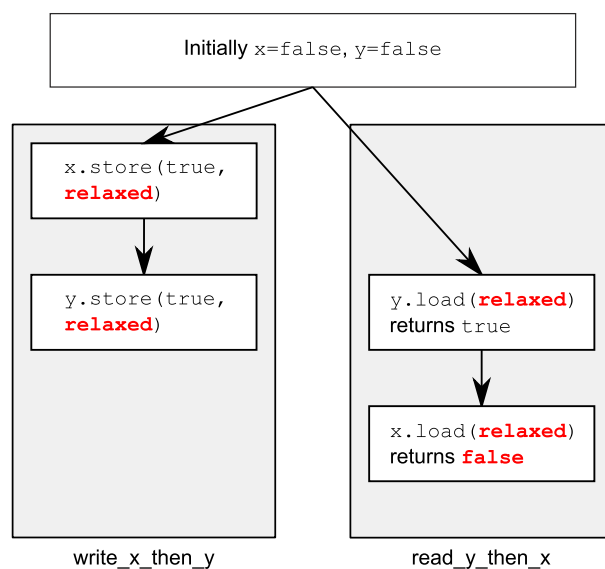 Initially x=false, y=false
x.store(true,
relaxed)
y.store(true,
relaxed)
write_x_then_y
y.load(relaxed)
returns true
x.load(relaxed)
returns false
read_y_then_x